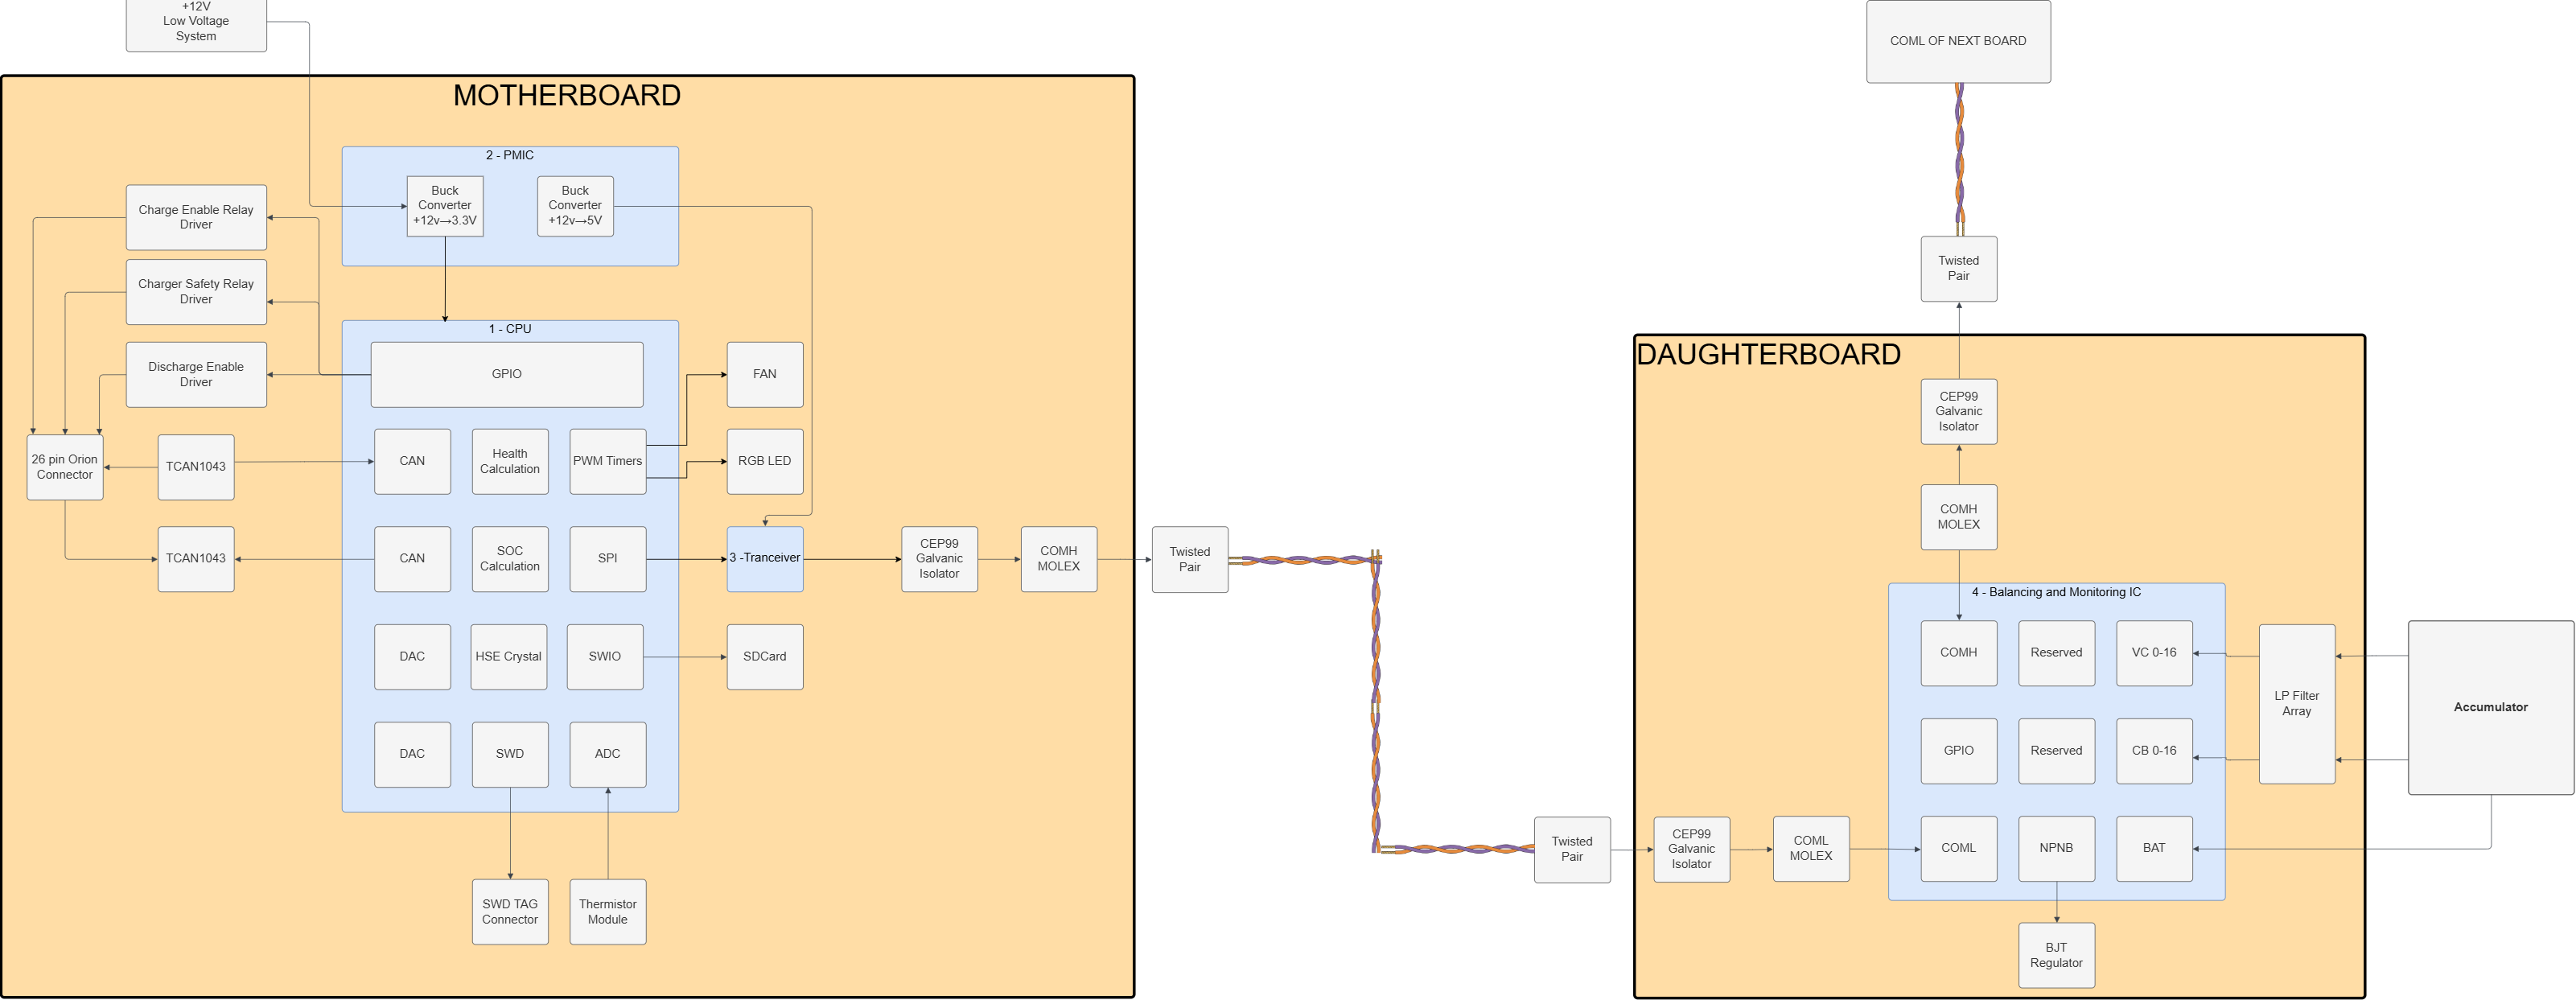 +12V
Low Voltage
System
COML OF NEXT BOARD
MOTHERBOARD
2 - PMIC
Buck
Converter
+12v→3.3V
Buck
Converter
+12v→5V
Charge Enable Relay
Driver
Charger Safety Relay
Driver
Discharge Enable
Driver
26 pin Orion
Connector
TCAN1043
TCAN1043
1 - CPU
GPIO
CAN
Health
Calculation
PWM Timers
CAN
SOC
Calculation
SPI
DAC
HSE Crystal
SWIO
DAC
SWD
ADC
FAN
RGB LED
3 -Tranceiver
SDCard
SWD TAG
Connector
Thermistor
Module
CEP99
Galvanic
Isolator
COMH
MOLEX
Twisted
Pair
Twisted
Pair
Twisted
Pair
DAUGHTERBOARD
CEP99
Galvanic
Isolator
COMH
MOLEX
4 - Balancing and Monitoring IC
COMH
Reserved
VC 0-16
GPIO
Reserved
CB 0-16
COML
NPNB
BAT
LP Filter
Array
Accumulator
CEP99
Galvanic
Isolator
COML
MOLEX
BJT
Regulator